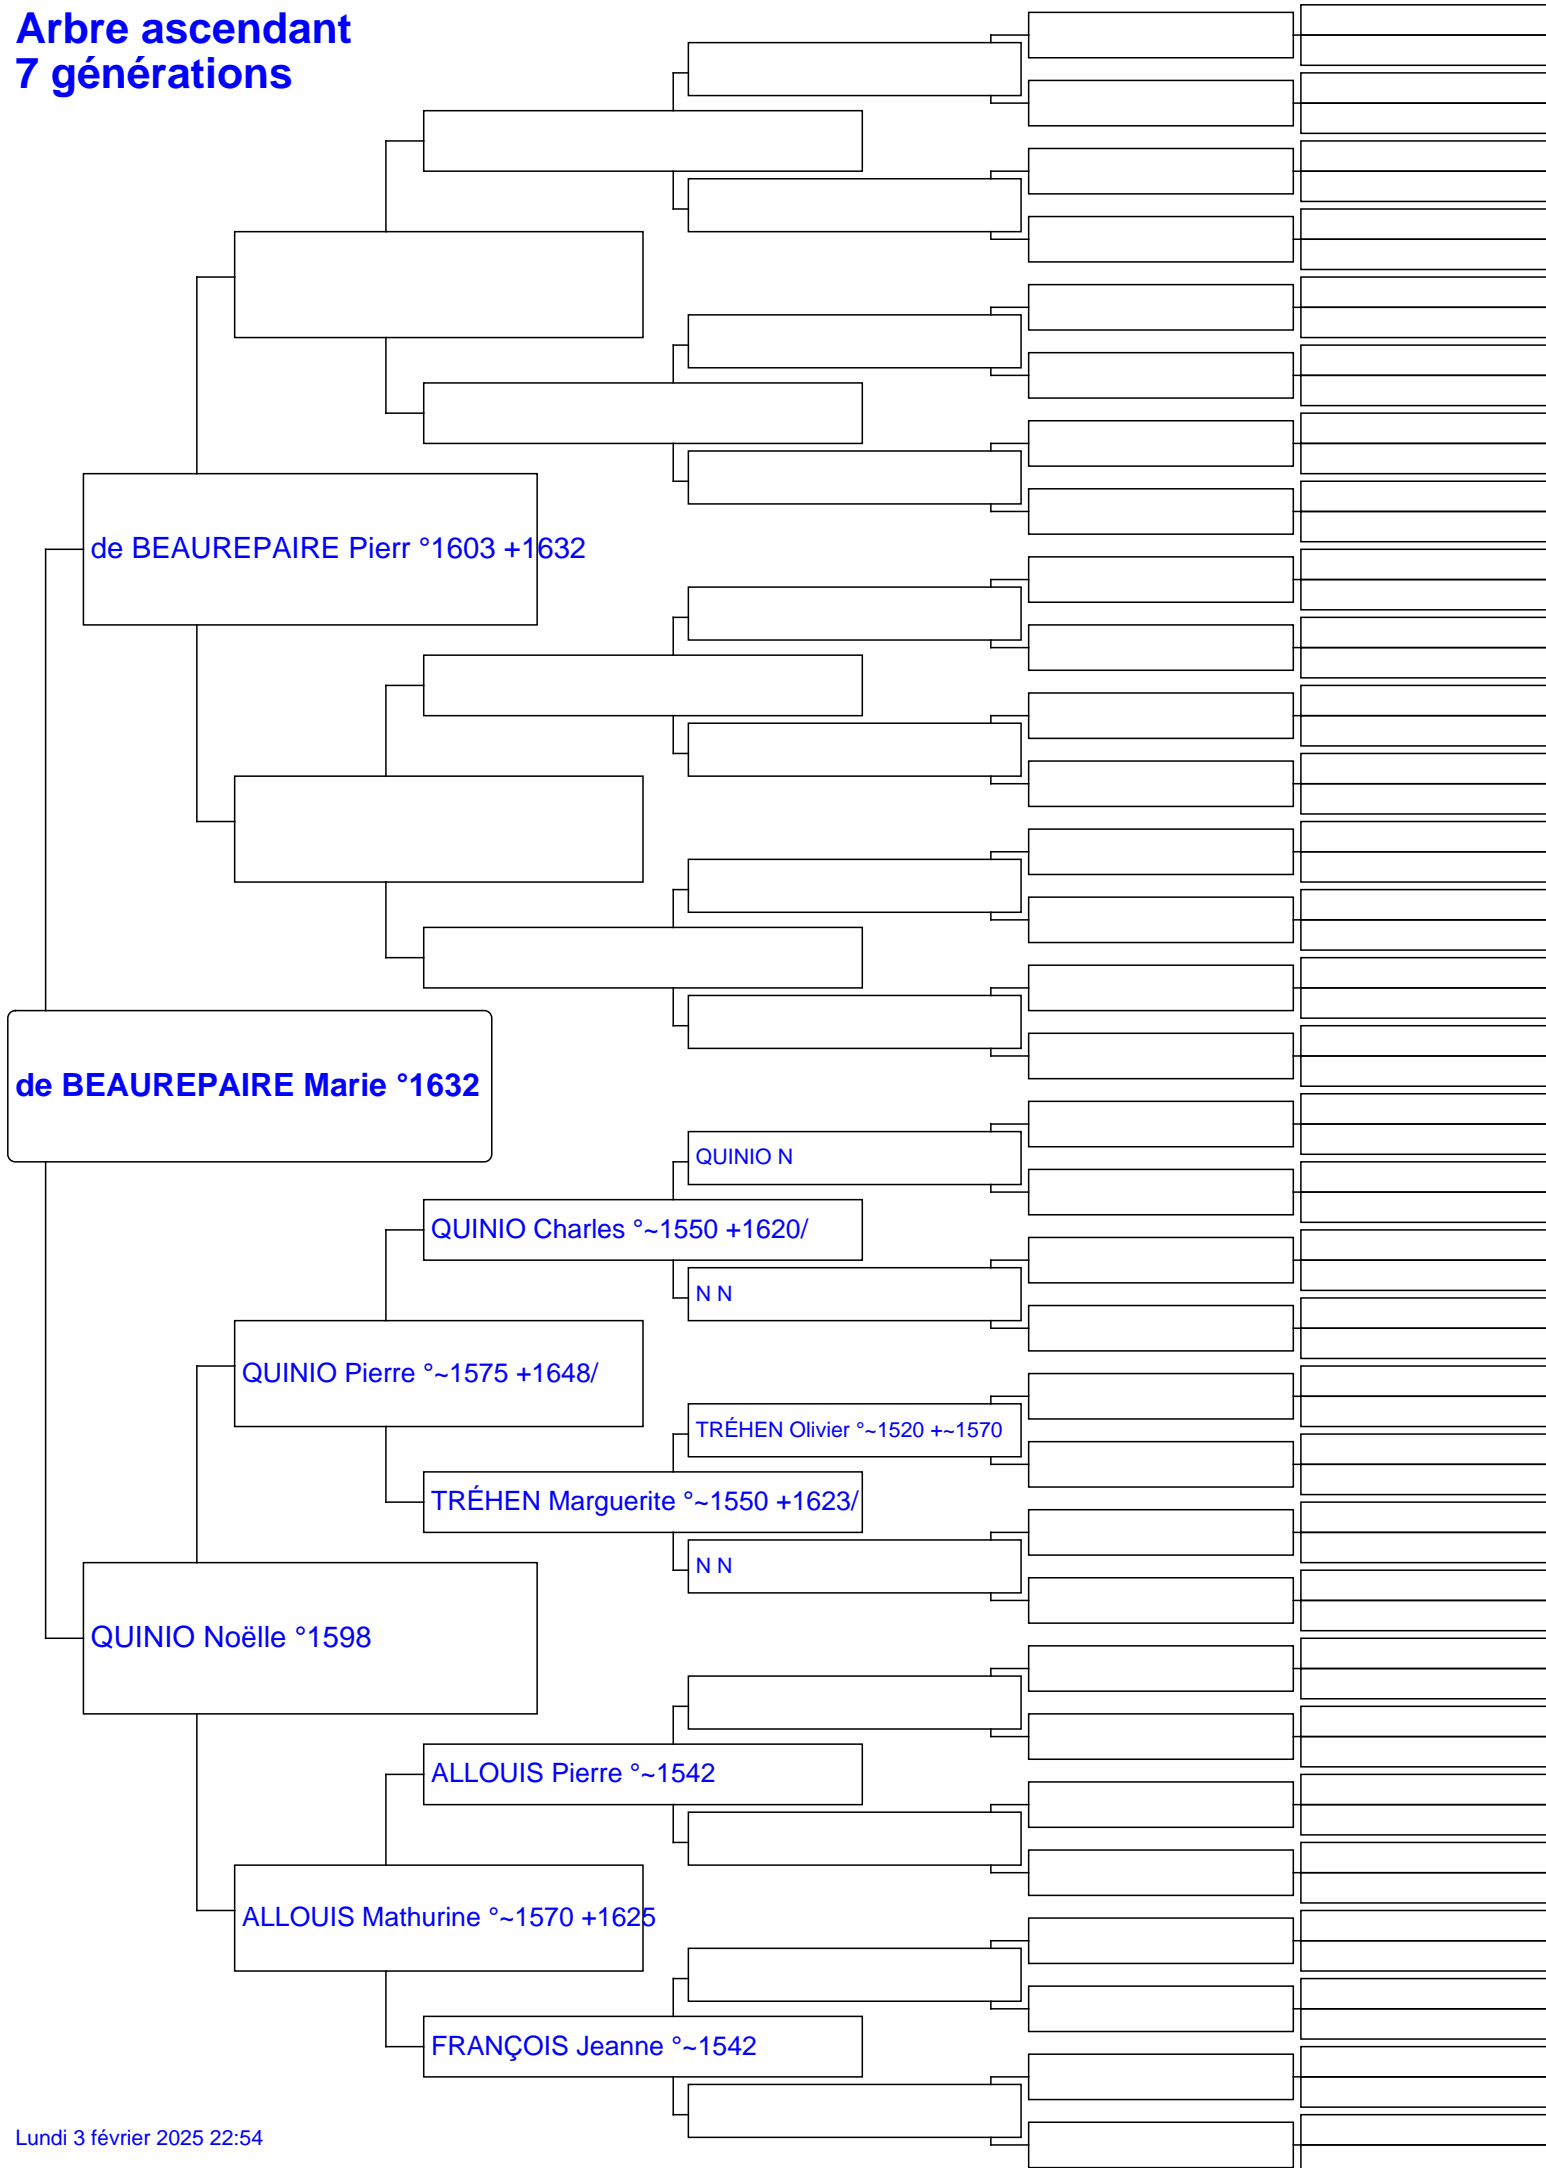 Arbre ascendant
7 générations
de BEAUREPAIRE Pierr °1603 +1632
de BEAUREPAIRE Marie °1632
QUINIO N
QUINIO Charles °~1550 +1620/
N N
QUINIO Pierre °~1575 +1648/
TRÉHEN Olivier °~1520 +~1570
TRÉHEN Marguerite °~1550 +1623/
N N
QUINIO Noëlle °1598
ALLOUIS Pierre °~1542
ALLOUIS Mathurine °~1570 +1625
FRANÇOIS Jeanne °~1542
Lundi 3 février 2025 22:54